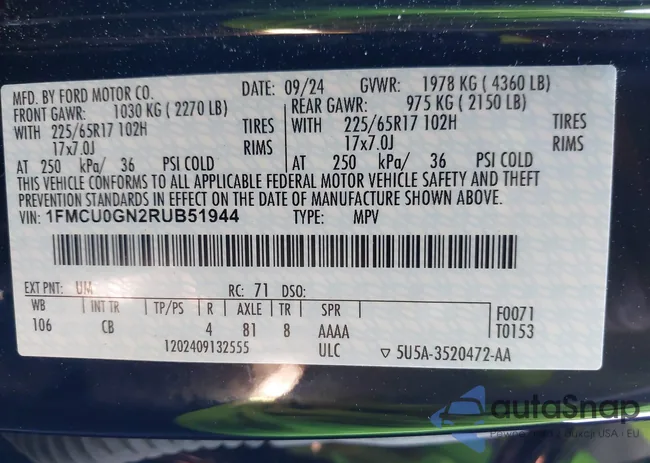 MFD. BY FORD MOTOR CO. DATE: 09/24 GVWR: 1978 KG ( 4360 LB)
FRONT GAWR: 1030 KG ( 2270 LB) REAR GAWR: 975 KG ( 2150 LB)
WITH 225/65R17 102H TIRES WITH 225/65R17 102H TIRES
17x7.0J RIMS 17x7.0J RIMS
AT 250 kPa/ 36 PSI COLD AT 250 kPa/ 36 PSI COLD
THIS VEHICLE CONFORMS TO ALL APPLICABLE FEDERAL MOTOR VEHICLE SAFETY AND THEFT
PREVENTION STANDARDS IN EFFECT ON THE DATE OF MANUFACTURE SHOWN ABOVE.
VIN: 1FMCU0GN2RUB51944 TYPE: MPV
EXT PNT: UM RC: 71 DSO:
WB INT TR TP/PS R AXLE TR SPR F0071
106 CB 4 81 8 AAAA T0153
1202409132555 ULC ▽ 5U5A-3520472-AA
autoSnap
USA i EU